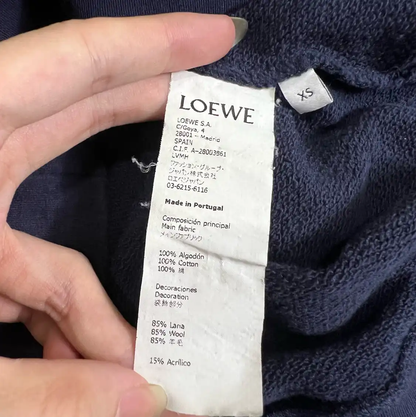 LOEWE
XS
LOEWE S.A.
C/Goya, 4
28001 - Madrid
SPAIN
C.I.F. A-28003861
LVMH
ファッション・グループ・
ジャパン・株式会社
ロエベジャパン
03-6215-6116
Made in Portugal
Composición principal
Main fabric
メインファブリック
100% Algodón
100% Cotton
100% 綿
Decoraciones
Decoration
装飾部分
85% Lana
85% Wool
85% 羊毛
15% Acrílico